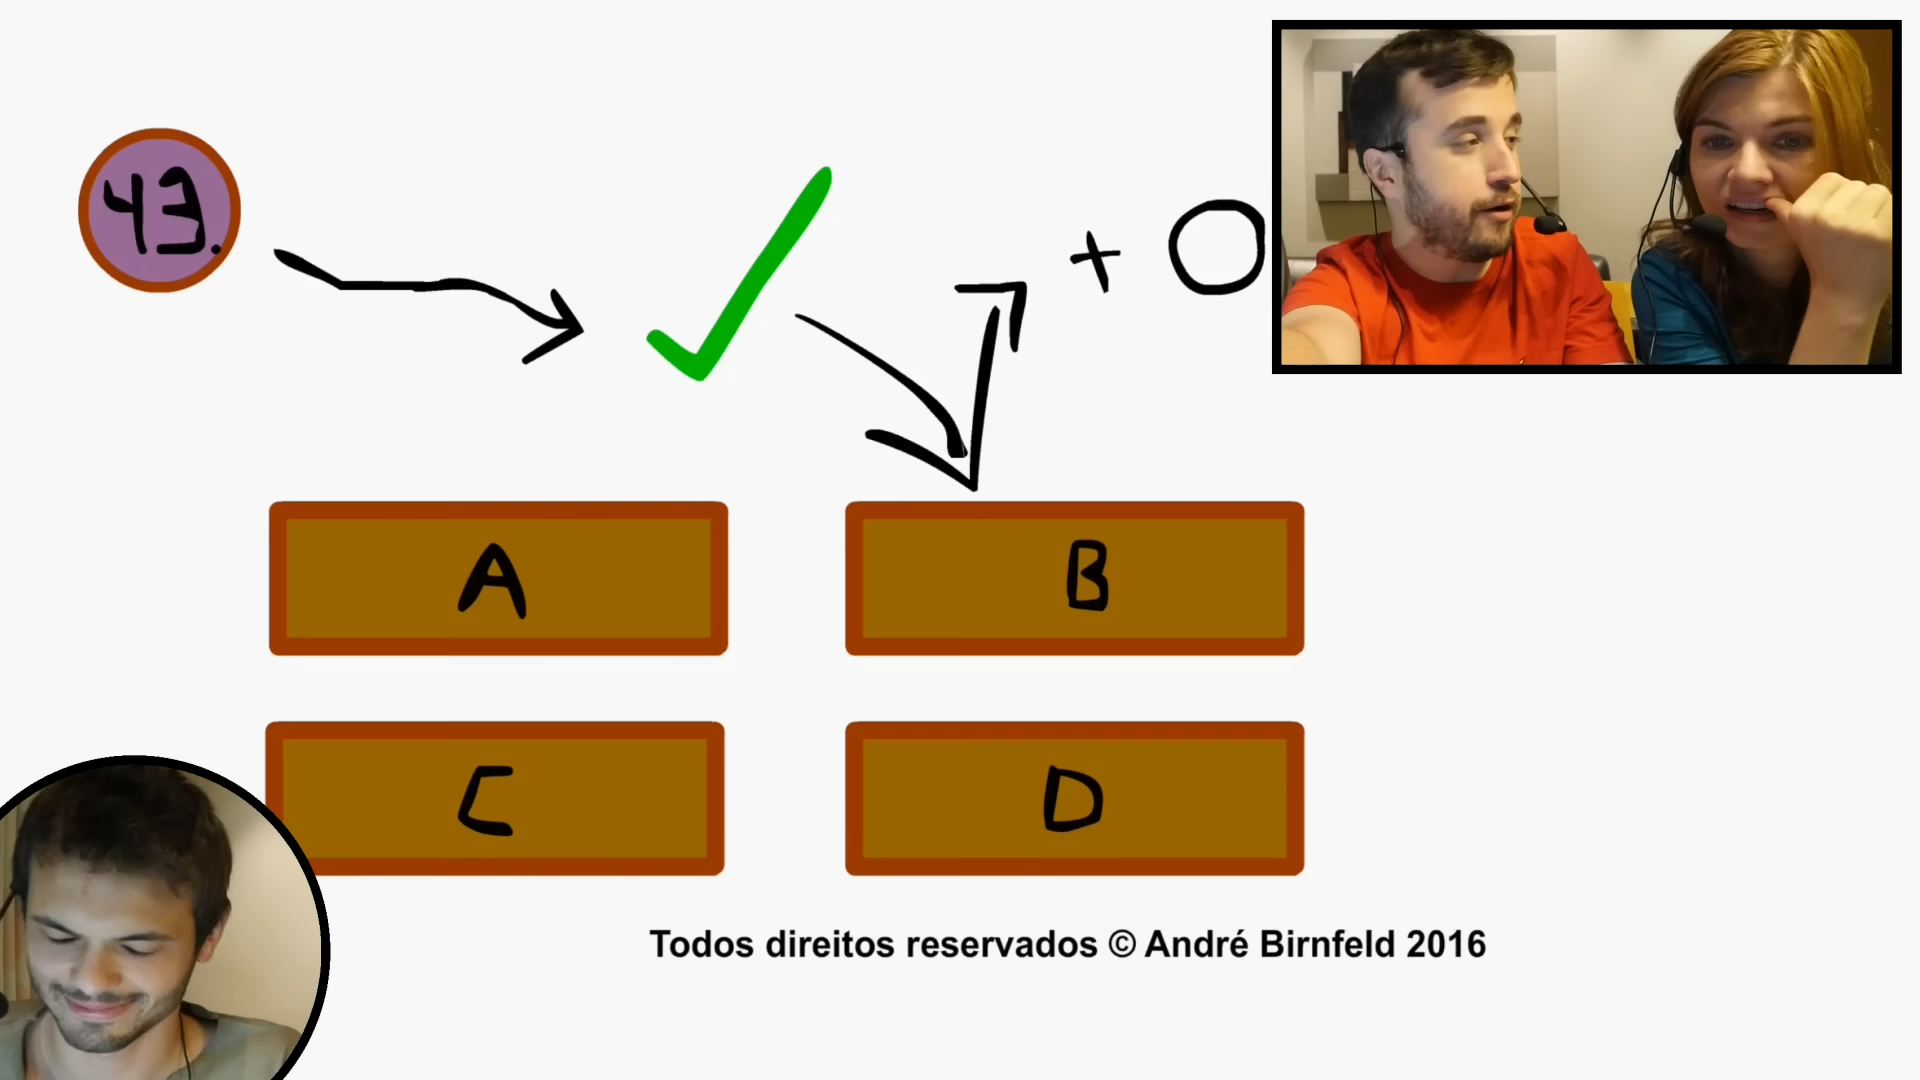 43.
+ O
A
B
C
D
Todos direitos reservados © André Birnfeld 2016